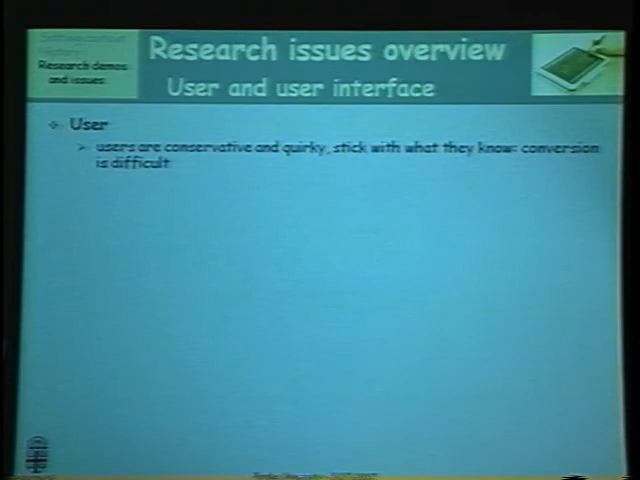 History
Research demos
and issues
Research issues overview
User and user interface
User
users are conservative and quirky, stick with what they know: conversion
is difficult